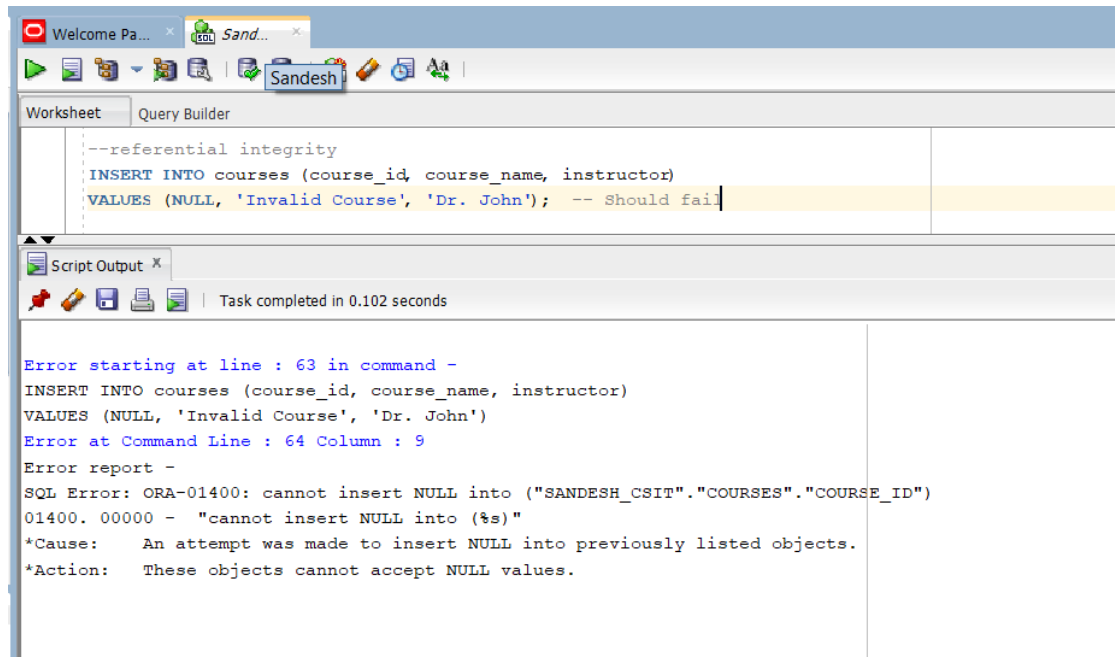 Welcome Pa...
Sand...
Sandesh
Worksheet
Query Builder
--referential integrity
INSERT INTO courses (course_id, course_name, instructor)
VALUES (NULL, 'Invalid Course', 'Dr. John');  -- Should fail
Script Output
Task completed in 0.102 seconds
Error starting at line : 63 in command -
INSERT INTO courses (course_id, course_name, instructor)
VALUES (NULL, 'Invalid Course', 'Dr. John')
Error at Command Line : 64 Column : 9
Error report -
SQL Error: ORA-01400: cannot insert NULL into ("SANDESH_CSIT"."COURSES"."COURSE_ID")
01400. 00000 -  "cannot insert NULL into (%s)"
*Cause:    An attempt was made to insert NULL into previously listed objects.
*Action:   These objects cannot accept NULL values.